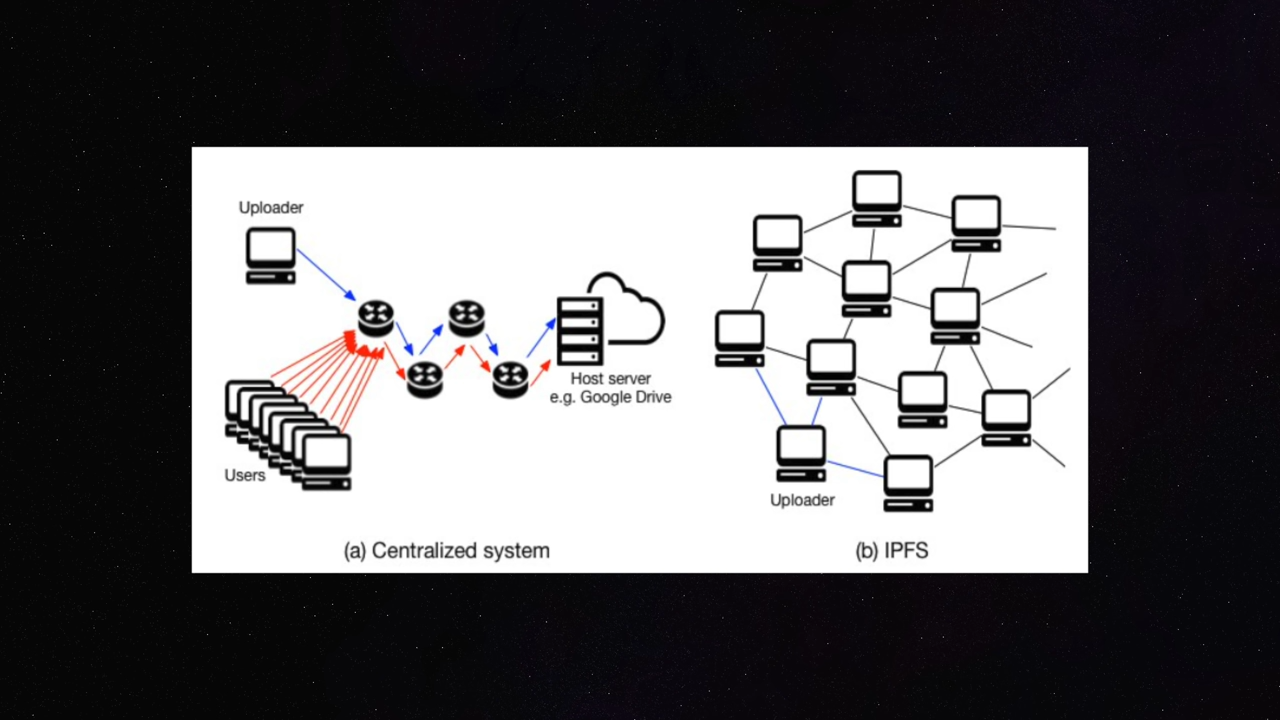 Uploader
Users
Host server
e.g. Google Drive
(a) Centralized system
Uploader
(b) IPFS